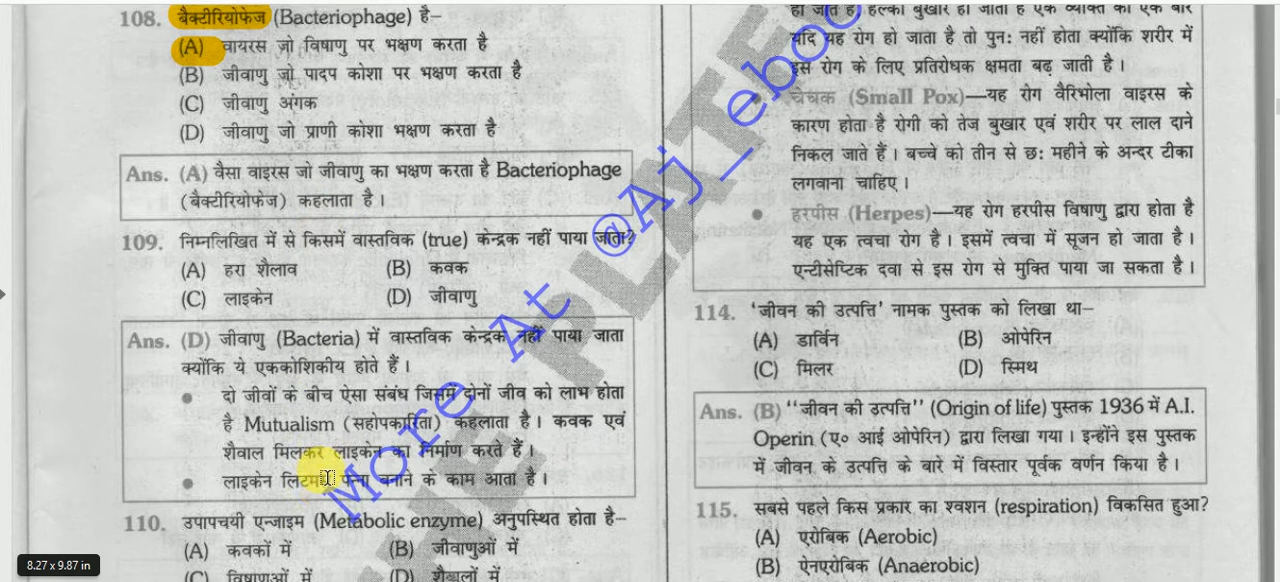 108. बैक्टीरियोफेज (Bacteriophage) है–
(A) वायरस जो विषाणु पर भक्षण करता है
(B) जीवाणु जो पादप कोशा पर भक्षण करता है
(C) जीवाणु अंगक
(D) जीवाणु जो प्राणी कोशा भक्षण करता है
Ans. (A) वैसा वाइरस जो जीवाणु का भक्षण करता है Bacteriophage
(बैक्टीरियोफेज) कहलाता है।
109. निम्नलिखित में से किसमें वास्तविक (true) केन्द्रक नहीं पाया जाता?
(A) हरा शैलाव (B) कवक
(C) लाइकेन (D) जीवाणु
Ans. (D) जीवाणु (Bacteria) में वास्तविक केन्द्रक नहीं पाया जाता
क्योंकि ये एककोशिकीय होते हैं।
• दो जीवों के बीच ऐसा संबंध जिसमें दोनों जीव को लाभ होता
है Mutualism (सहोपकारिता) कहलाता है। कवक एवं
शैवाल मिलकर लाइकेन का निर्माण करते हैं।
• लाइकेन पन्ना बनाने के काम आता है।
110. उपापचयी एन्जाइम (Metabolic enzyme) अनुपस्थित होता है–
(A) कवकों में (B) जीवाणुओं में
(C) विषाणुओं में (D) शैवालों में
हो जाते हैं। हल्का बुखार हो जाता है एक व्यक्ति को एक बार
यदि यह रोग हो जाता है तो पुन: नहीं होता क्योंकि शरीर में
इस रोग के लिए प्रतिरोधक क्षमता बढ़ जाती है।
• चेचक (Small Pox)—यह रोग वैरिभोला वाइरस के
कारण होता है रोगी को तेज बुखार एवं शरीर पर लाल दाने
निकल जाते हैं। बच्चे को तीन से छ: महीने के अन्दर टीका
लगवाना चाहिए।
• हरपीस (Herpes)—यह रोग हरपीस विषाणु द्वारा होता है
यह एक त्वचा रोग है। इसमें त्वचा में सूजन हो जाता है।
एन्टीसेप्टिक दवा से इस रोग से मुक्ति पाया जा सकता है।
114. 'जीवन की उत्पत्ति' नामक पुस्तक को लिखा था–
(A) डार्विन (B) ओपेरिन
(C) मिलर (D) स्मिथ
Ans. (B) "जीवन की उत्पत्ति" (Origin of life) पुस्तक 1936 में A.I.
Operin (ए० आई ओपेरिन) द्वारा लिखा गया। इन्होंने इस पुस्तक
में जीवन के उत्पत्ति के बारे में विस्तार पूर्वक वर्णन किया है।
115. सबसे पहले किस प्रकार का श्वशन (respiration) विकसित हुआ?
(A) एरोबिक (Aerobic)
(B) ऐनएरोबिक (Anaerobic)
More At @Aj_eboo
THE PLATE
8.27 x 9.87 in